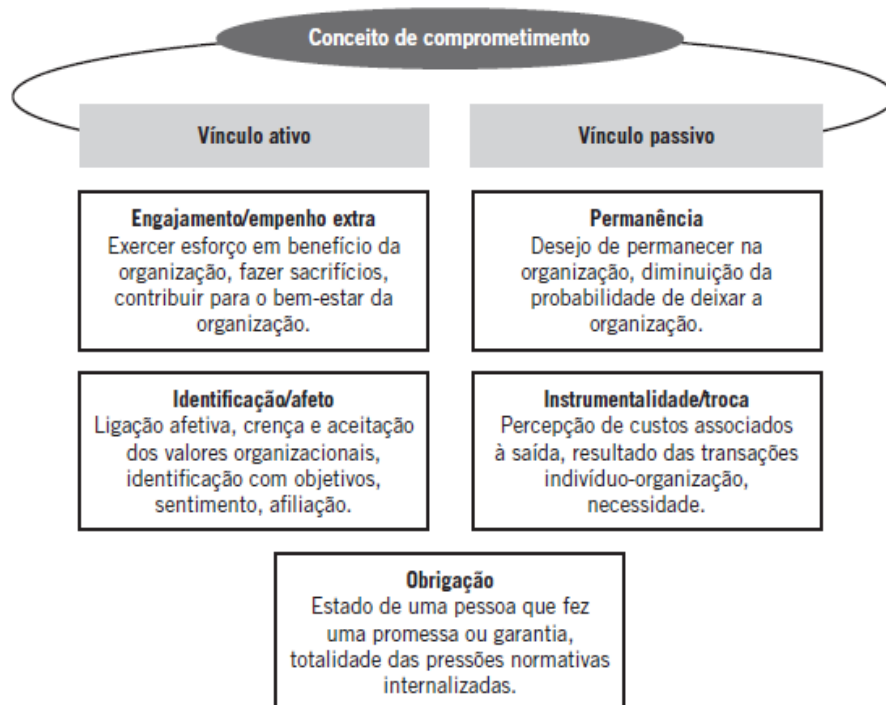 Conceito de comprometimento
Vínculo ativo
Vínculo passivo
Engajamento/empenho extra
Exercer esforço em benefício da
organização, fazer sacrifícios,
contribuir para o bem-estar da
organização.
Permanência
Desejo de permanecer na
organização, diminuição da
probabilidade de deixar a
organização.
Identificação/afeto
Ligação afetiva, crença e aceitação
dos valores organizacionais,
identificação com objetivos,
sentimento, afiliação.
Instrumentalidade/troca
Percepção de custos associados
à saída, resultado das transações
indivíduo-organização,
necessidade.
Obrigação
Estado de uma pessoa que fez
uma promessa ou garantia,
totalidade das pressões normativas
internalizadas.